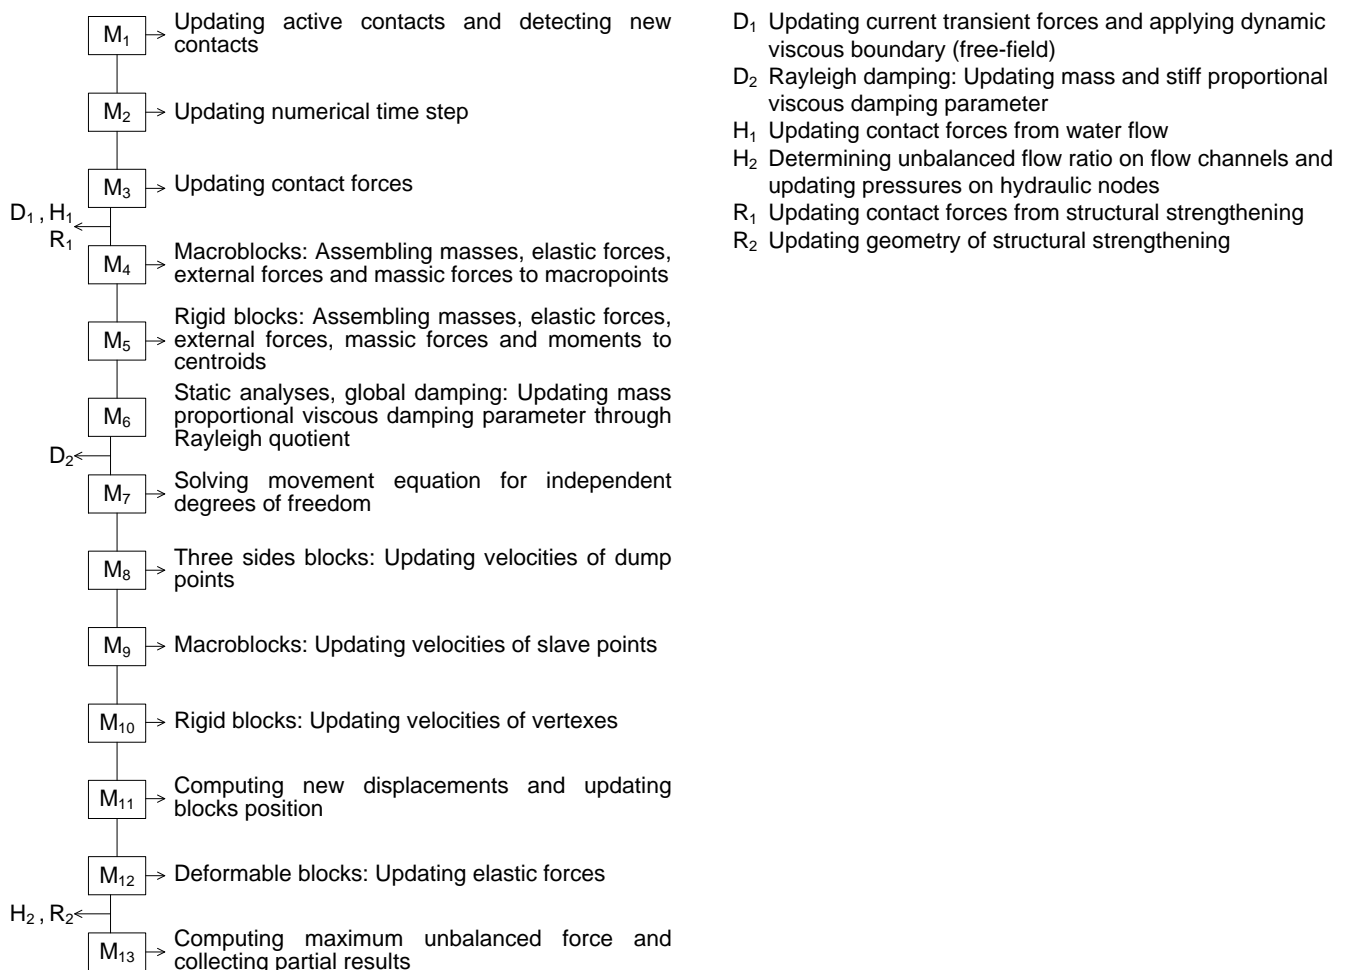 M₁ Updating active contacts and detecting new
contacts
M₂ Updating numerical time step
M₃ Updating contact forces
D₁ , H₁
R₁
M₄ Macroblocks: Assembling masses, elastic forces,
external forces and massic forces to macropoints
M₅ Rigid blocks: Assembling masses, elastic forces,
external forces, massic forces and moments to
centroids
M₆ Static analyses, global damping: Updating mass
proportional viscous damping parameter through
Rayleigh quotient
D₂
M₇ Solving movement equation for independent
degrees of freedom
M₈ Three sides blocks: Updating velocities of dump
points
M₉ Macroblocks: Updating velocities of slave points
M₁₀ Rigid blocks: Updating velocities of vertexes
M₁₁ Computing new displacements and updating
blocks position
M₁₂ Deformable blocks: Updating elastic forces
H₂ , R₂
M₁₃ Computing maximum unbalanced force and
collecting partial results
D₁ Updating current transient forces and applying dynamic
viscous boundary (free-field)
D₂ Rayleigh damping: Updating mass and stiff proportional
viscous damping parameter
H₁ Updating contact forces from water flow
H₂ Determining unbalanced flow ratio on flow channels and
updating pressures on hydraulic nodes
R₁ Updating contact forces from structural strengthening
R₂ Updating geometry of structural strengthening